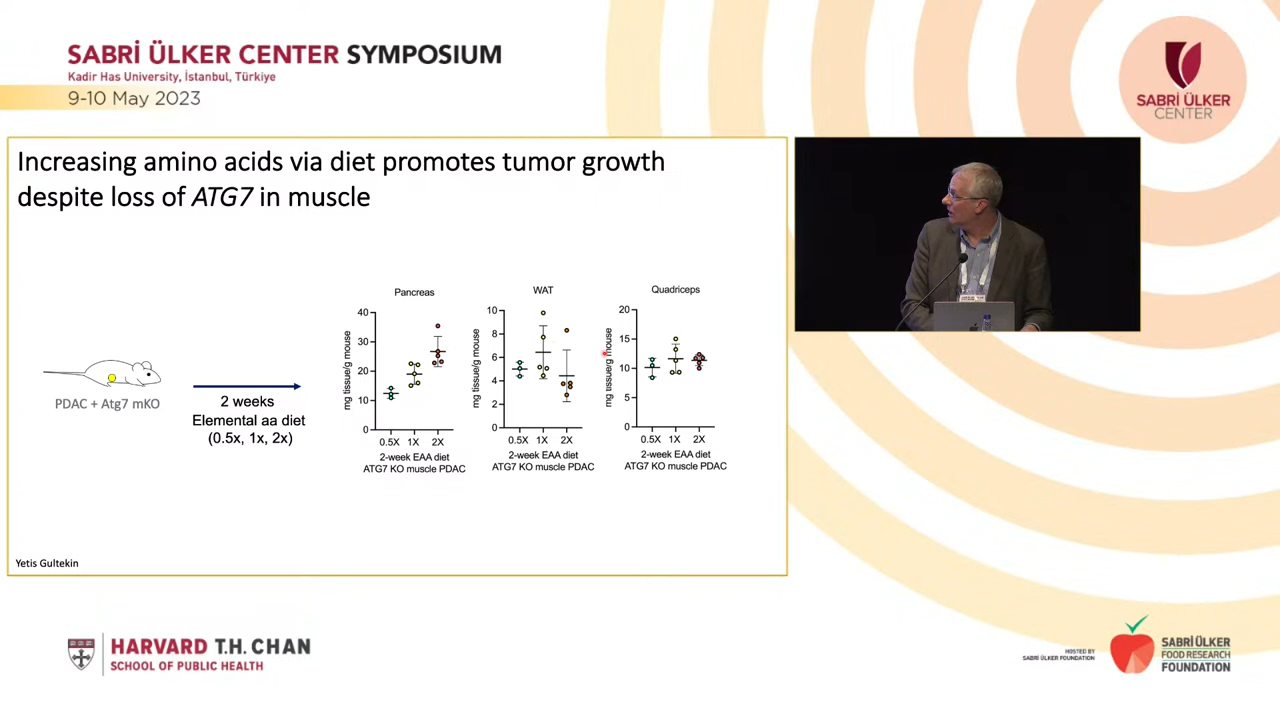 SABRİ ÜLKER CENTER SYMPOSIUM
Kadir Has University, İstanbul, Türkiye
9-10 May 2023
SABRİ ÜLKER
CENTER
Increasing amino acids via diet promotes tumor growth
despite loss of ATG7 in muscle
PDAC + Atg7 mKO
2 weeks
Elemental aa diet
(0.5x, 1x, 2x)
Pancreas
mg tissue/g mouse
40
30
20
10
0
0.5X 1X 2X
2-week EAA diet
ATG7 KO muscle PDAC
WAT
mg tissue/g mouse
10
8
6
4
2
0
0.5X 1X 2X
2-week EAA diet
ATG7 KO muscle PDAC
Quadriceps
mg tissue/g mouse
20
15
10
5
0
0.5X 1X 2X
2-week EAA diet
ATG7 KO muscle PDAC
Yetis Gultekin
HARVARD T.H. CHAN
SCHOOL OF PUBLIC HEALTH
HOSTED BY
SABRİ ÜLKER FOUNDATION
SABRİ ÜLKER
FOOD RESEARCH
FOUNDATION